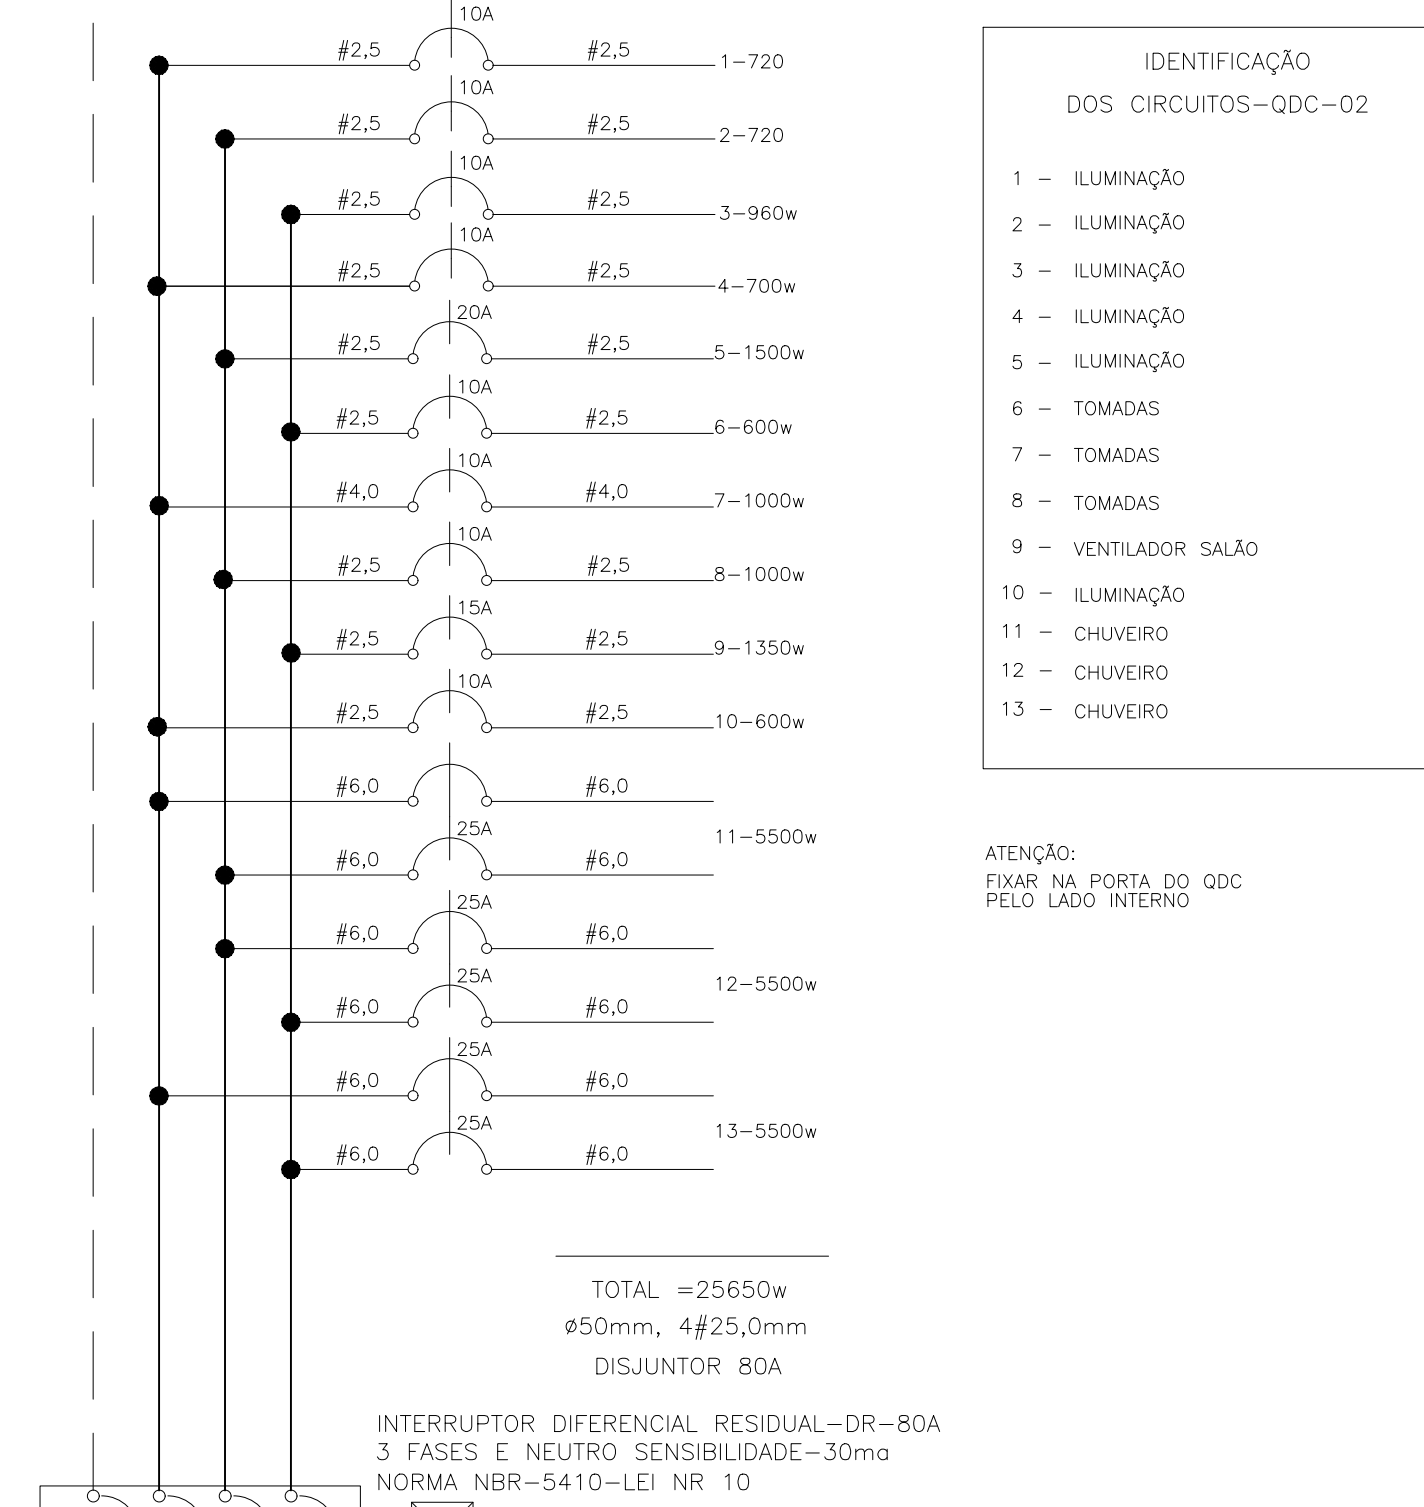 10A
#2,5 #2,5 1-720
10A
#2,5 #2,5 2-720
10A
#2,5 #2,5 3-960w
10A
#2,5 #2,5 4-700w
20A
#2,5 #2,5 5-1500w
10A
#2,5 #2,5 6-600w
10A
#4,0 #4,0 7-1000w
10A
#2,5 #2,5 8-1000w
15A
#2,5 #2,5 9-1350w
10A
#2,5 #2,5 10-600w
#6,0 #6,0
11-5500w
25A
#6,0 #6,0
25A
#6,0 #6,0
12-5500w
25A
#6,0 #6,0
25A
#6,0 #6,0
13-5500w
25A
#6,0 #6,0
TOTAL =25650w
ø50mm, 4#25,0mm
DISJUNTOR 80A
INTERRUPTOR DIFERENCIAL RESIDUAL-DR-80A
3 FASES E NEUTRO SENSIBILIDADE-30ma
NORMA NBR-5410-LEI NR 10
IDENTIFICAÇÃO
DOS CIRCUITOS-QDC-02
1 - ILUMINAÇÃO
2 - ILUMINAÇÃO
3 - ILUMINAÇÃO
4 - ILUMINAÇÃO
5 - ILUMINAÇÃO
6 - TOMADAS
7 - TOMADAS
8 - TOMADAS
9 - VENTILADOR SALÃO
10 - ILUMINAÇÃO
11 - CHUVEIRO
12 - CHUVEIRO
13 - CHUVEIRO
ATENÇÃO:
FIXAR NA PORTA DO QDC
PELO LADO INTERNO